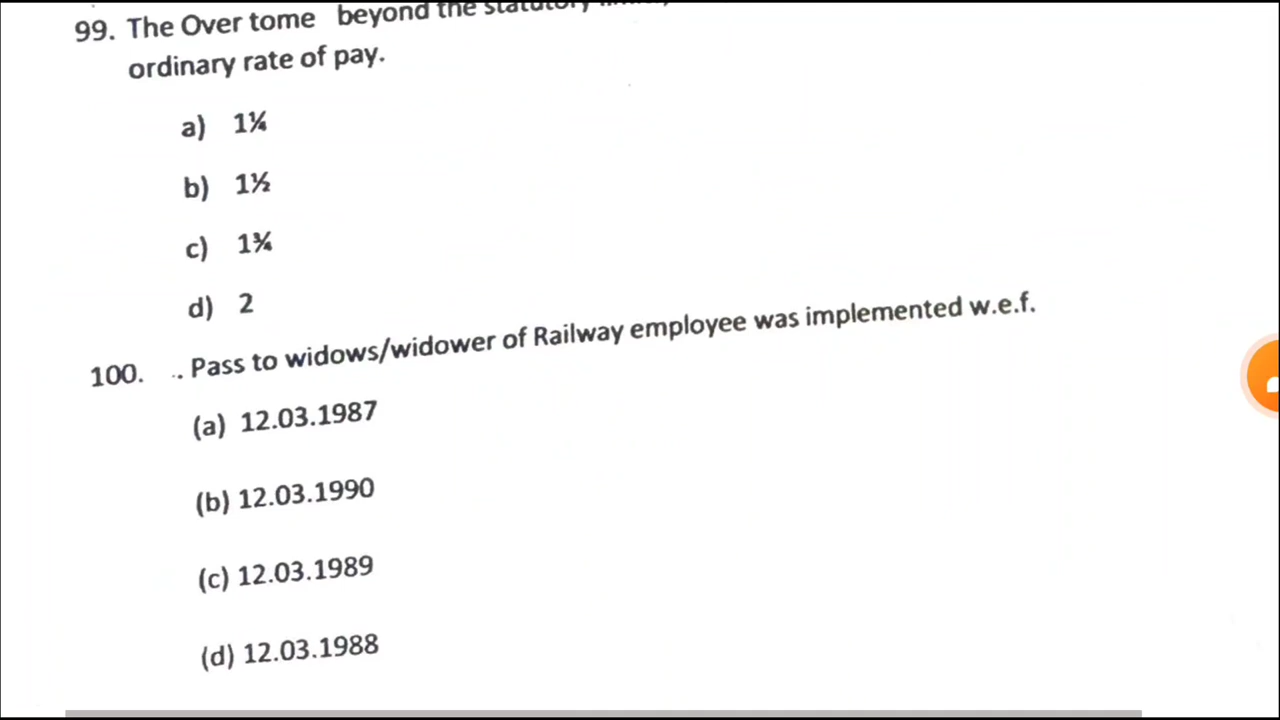 99. The Over tome beyond the statutory
ordinary rate of pay.
a) 1¼
b) 1½
c) 1¾
d) 2
100. .. Pass to widows/widower of Railway employee was implemented w.e.f.
(a) 12.03.1987
(b) 12.03.1990
(c) 12.03.1989
(d) 12.03.1988